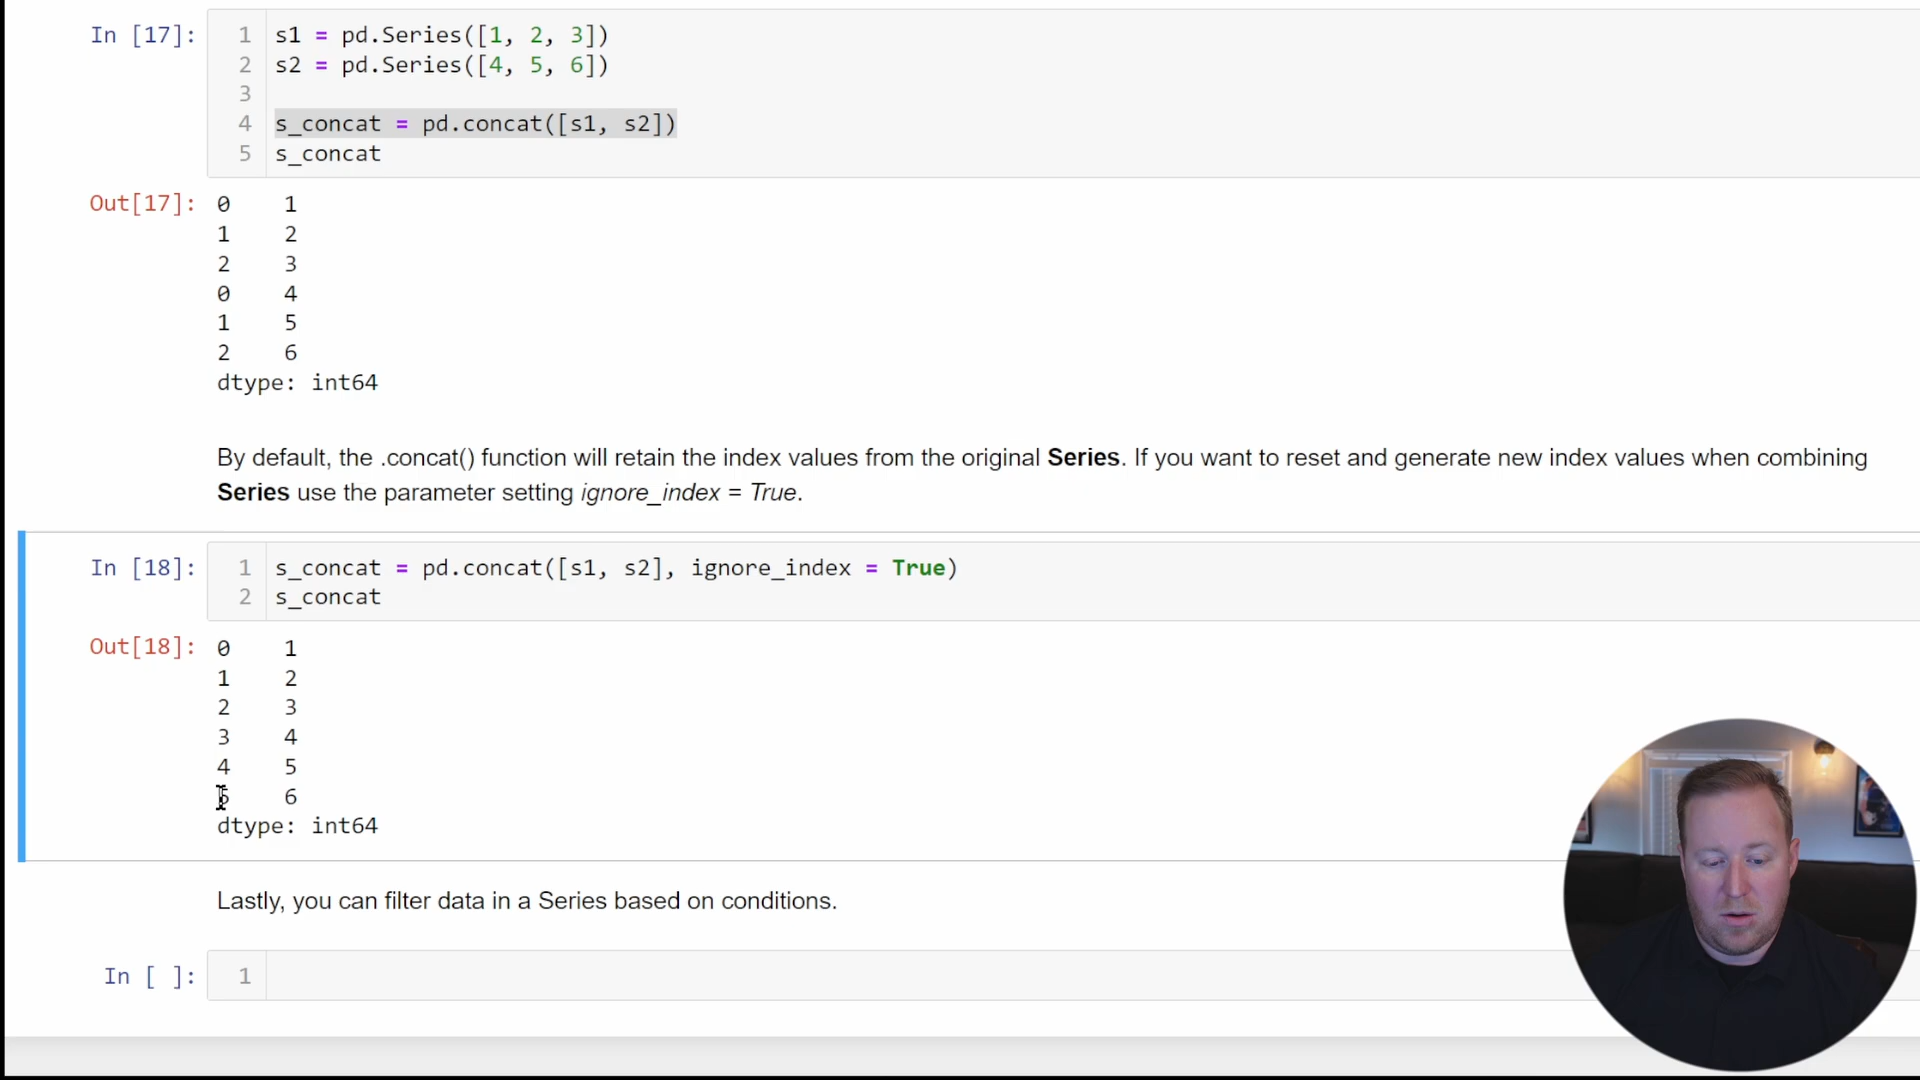 In [17]:
1 s1 = pd.Series([1, 2, 3])
2 s2 = pd.Series([4, 5, 6])
3
4 s_concat = pd.concat([s1, s2])
5 s_concat
Out[17]:
0 1
1 2
2 3
0 4
1 5
2 6
dtype: int64
By default, the .concat() function will retain the index values from the original Series. If you want to reset and generate new index values when combining
Series use the parameter setting ignore_index = True.
In [18]:
1 s_concat = pd.concat([s1, s2], ignore_index = True)
2 s_concat
Out[18]:
0 1
1 2
2 3
3 4
4 5
5 6
dtype: int64
Lastly, you can filter data in a Series based on conditions.
In [ ]:
1